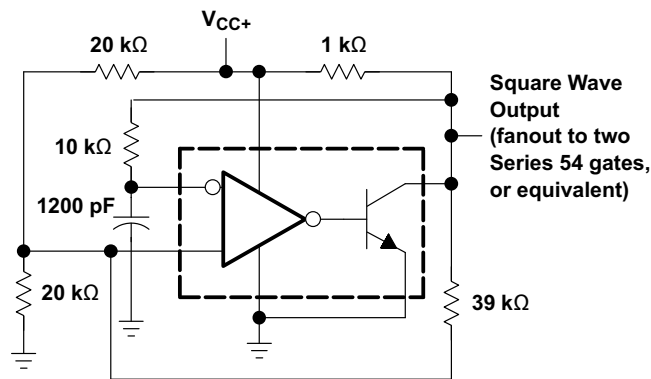 V_CC+
20 kΩ
1 kΩ
10 kΩ
1200 pF
20 kΩ
39 kΩ
Square Wave
Output
(fanout to two
Series 54 gates,
or equivalent)